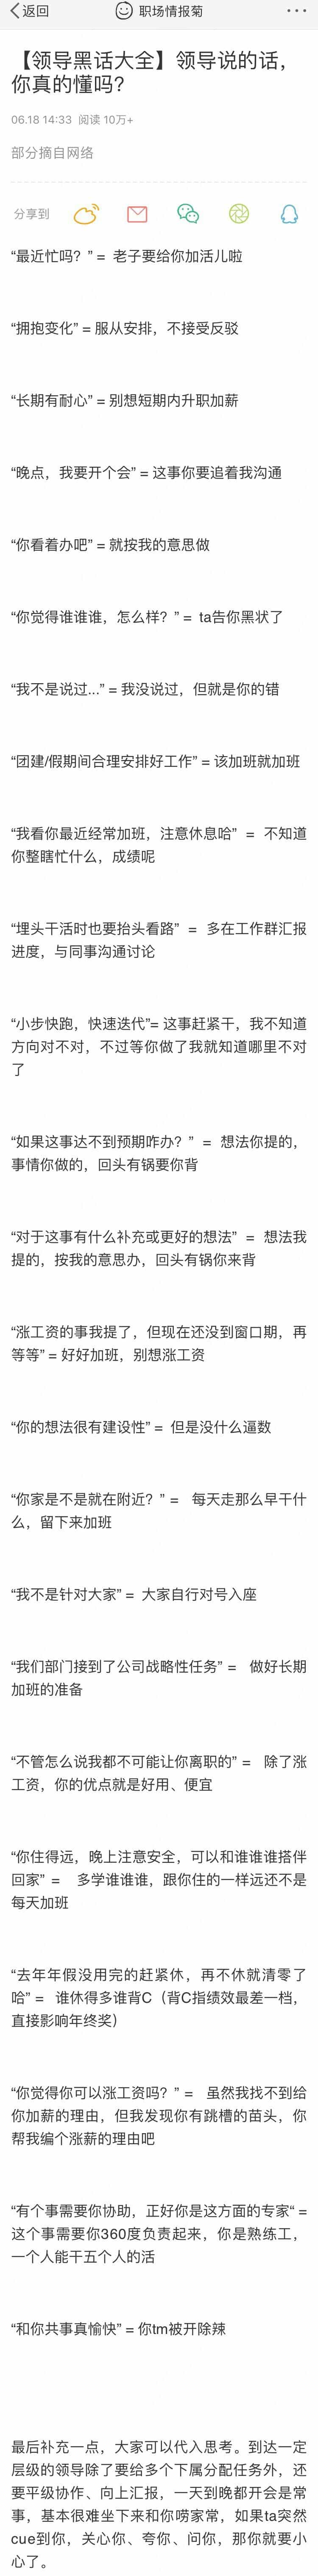 返回
职场情报菊
【领导黑话大全】领导说的话，
你真的懂吗？
06.18 14:33 阅读 10万+
部分摘自网络
分享到
“最近忙吗？” = 老子要给你加活儿啦
“拥抱变化” = 服从安排，不接受反驳
“长期有耐心” = 别想短期内升职加薪
“晚点，我要开个会” = 这事你要追着我沟通
“你看着办吧” = 就按我的意思做
“你觉得谁谁谁，怎么样？” = ta告你黑状了
“我不是说过...” = 我没说过，但就是你的错
“团建/假期间合理安排好工作” = 该加班就加班
“我看你最近经常加班，注意休息哈” = 不知道
你整瞎忙什么，成绩呢
“埋头干活时也要抬头看路” = 多在工作群汇报
进度，与同事沟通讨论
“小步快跑，快速迭代”= 这事赶紧干，我不知道
方向对不对，不过等你做了我就知道哪里不对
了
“如果这事达不到预期咋办？” = 想法你提的，
事情你做的，回头有锅要你背
“对于这事有什么补充或更好的想法” = 想法我
提的，按我的意思办，回头有锅你来背
“涨工资的事我提了，但现在还没到窗口期，再
等等” = 好好加班，别想涨工资
“你的想法很有建设性” = 但是没什么逼数
“你家是不是就在附近？” = 每天走那么早干什
么，留下来加班
“我不是针对大家” = 大家自行对号入座
“我们部门接到了公司战略性任务” = 做好长期
加班的准备
“不管怎么说我都不可能让你离职的” = 除了涨
工资，你的优点就是好用、便宜
“你住得远，晚上注意安全，可以和谁谁谁搭伴
回家” = 多学谁谁谁，跟你住的一样远还不是
每天加班
“去年年假没用完的赶紧休，再不休就清零了
哈” = 谁休得多谁背C（背C指绩效最差一档，
直接影响年终奖）
“你觉得你可以涨工资吗？” = 虽然我找不到给
你加薪的理由，但我发现你有跳槽的苗头，你
帮我编个涨薪的理由吧
“有个事需要你协助，正好你是这方面的专家“ =
这个事需要你360度负责起来，你是熟练工，
一个人能干五个人的活
“和你共事真愉快” = 你tm被开除辣
最后补充一点，大家可以代入思考。到达一定
层级的领导除了要给多个下属分配任务外，还
要平级协作、向上汇报，一天到晚都开会是常
事，基本很难坐下来和你唠家常，如果ta突然
cue到你，关心你、夸你、问你，那你就要小
心了。